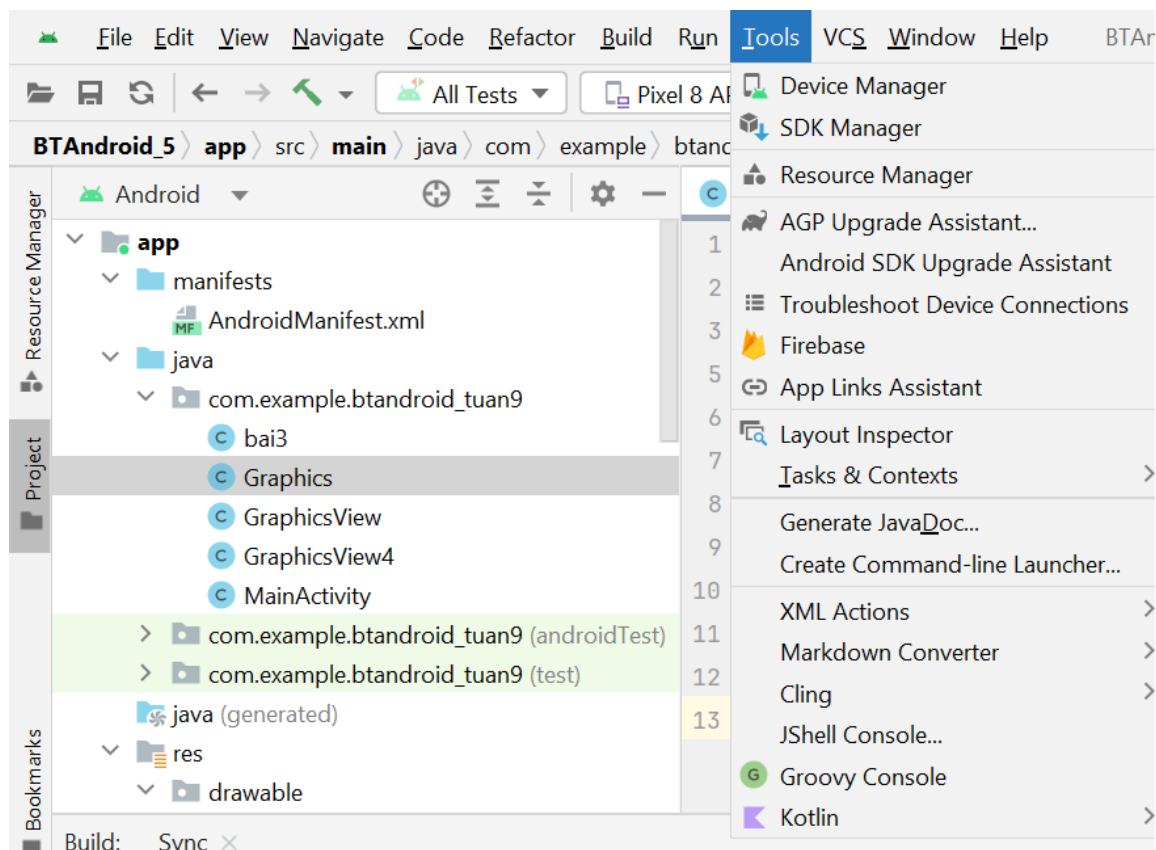 File Edit View Navigate Code Refactor Build Run Tools VCS Window Help BTAn
All Tests Pixel 8 AP
BTAndroid_5 app src main java com example btand
Resource Manager
Project
Bookmarks
Android
app
manifests
MF AndroidManifest.xml
java
com.example.btandroid_tuan9
C bai3
C Graphics
C GraphicsView
C GraphicsView4
C MainActivity
com.example.btandroid_tuan9 (androidTest)
com.example.btandroid_tuan9 (test)
java (generated)
res
drawable
Build: Sync
C
1
2
3
5
6
7
8
9
10
11
12
13
Device Manager
SDK Manager
Resource Manager
AGP Upgrade Assistant...
Android SDK Upgrade Assistant
Troubleshoot Device Connections
Firebase
App Links Assistant
Layout Inspector
Tasks & Contexts
Generate JavaDoc...
Create Command-line Launcher...
XML Actions
Markdown Converter
Cling
JShell Console...
G Groovy Console
Kotlin